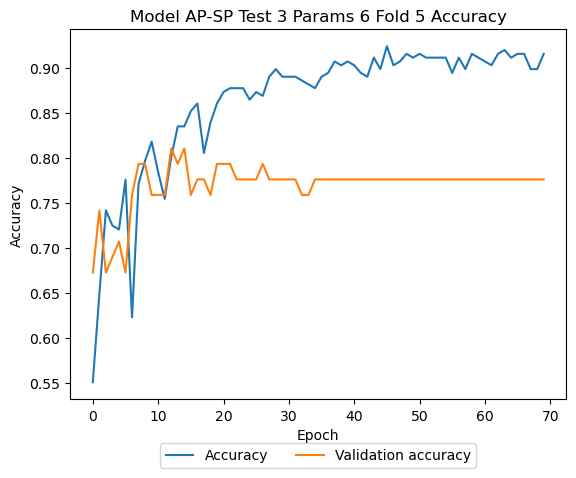 Model AP-SP Test 3 Params 6 Fold 5 Accuracy
Accuracy
0.90
0.85
0.80
0.75
0.70
0.65
0.60
0.55
0 10 20 30 40 50 60 70
Epoch
Accuracy Validation accuracy